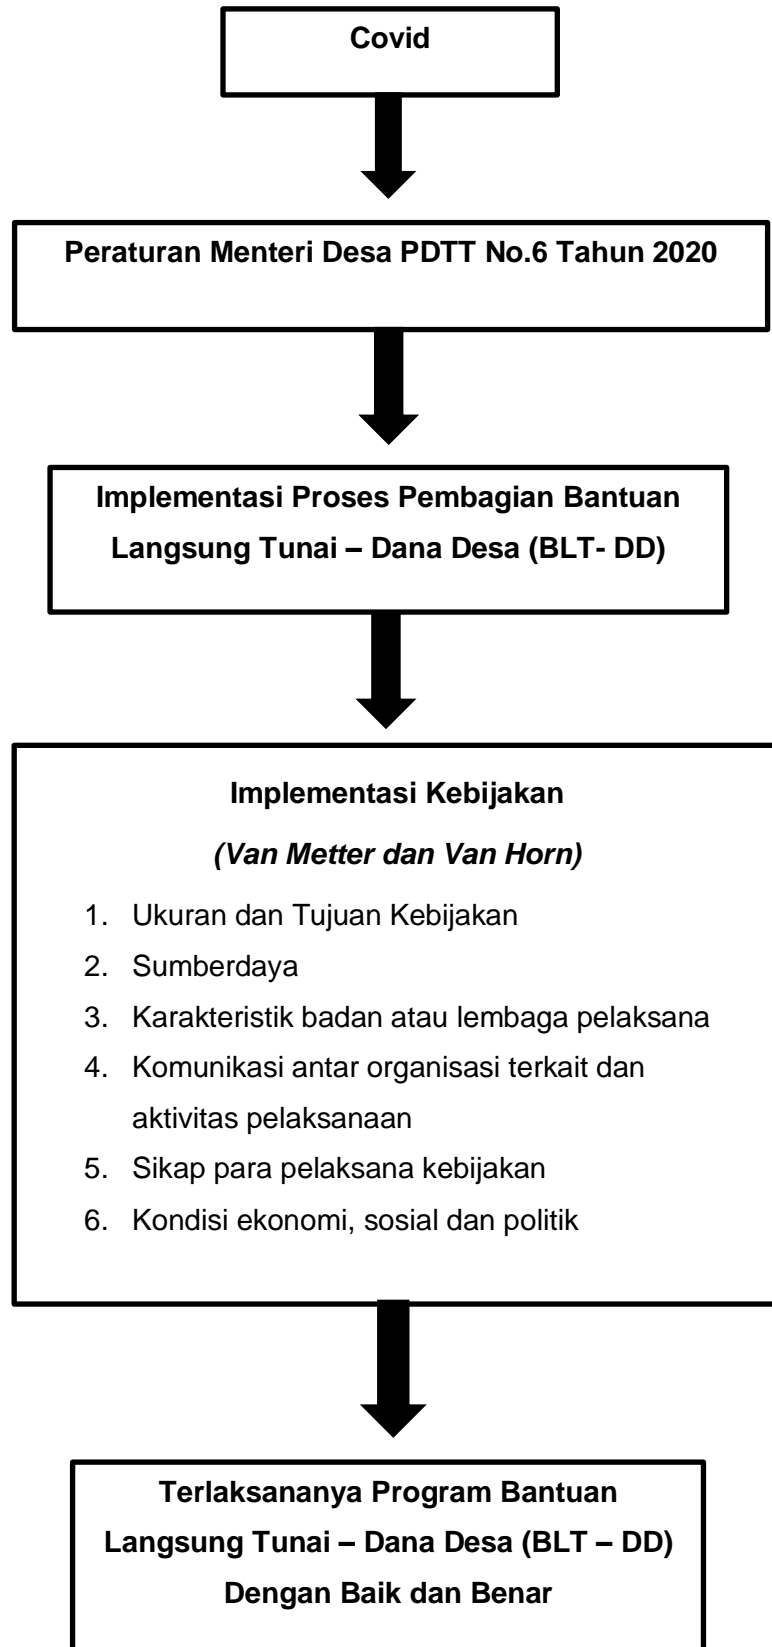 Covid
Peraturan Menteri Desa PDTT No.6 Tahun 2020
Implementasi Proses Pembagian Bantuan
Langsung Tunai – Dana Desa (BLT- DD)
Implementasi Kebijakan
(Van Metter dan Van Horn)
1. Ukuran dan Tujuan Kebijakan
2. Sumberdaya
3. Karakteristik badan atau lembaga pelaksana
4. Komunikasi antar organisasi terkait dan
aktivitas pelaksanaan
5. Sikap para pelaksana kebijakan
6. Kondisi ekonomi, sosial dan politik
Terlaksananya Program Bantuan
Langsung Tunai – Dana Desa (BLT – DD)
Dengan Baik dan Benar